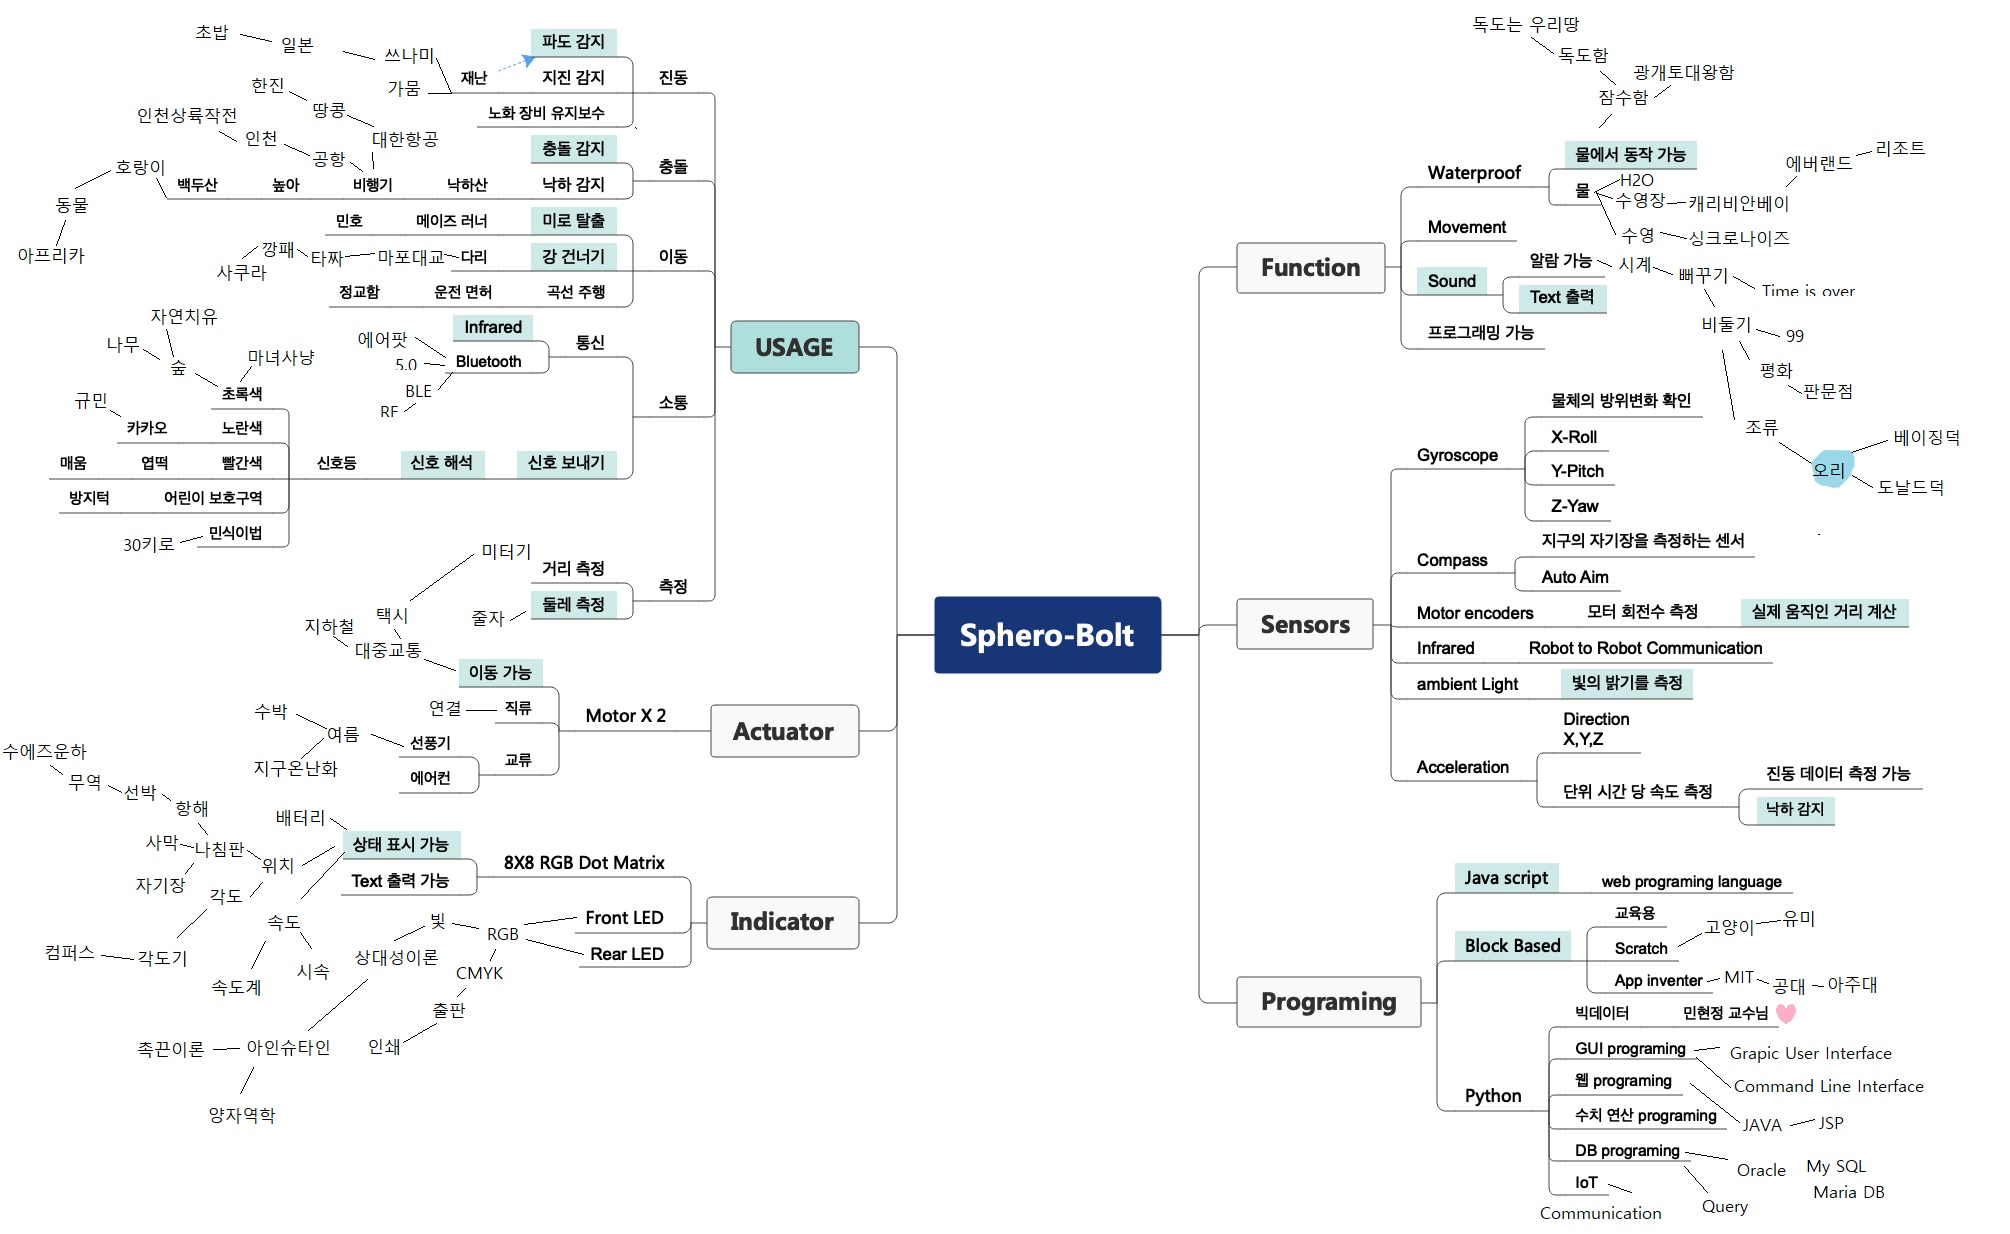 Sphero-Bolt
USAGE
진동
파도 감지
지진 감지
재난
쓰나미
일본
초밥
가뭄
노화 장비 유지보수
충돌
충돌 감지
낙하 감지
낙하산
비행기
대한항공
땅콩
한진
공항
인천
인천상륙작전
높아
백두산
호랑이
동물
아프리카
이동
미로 탈출
메이즈 러너
민호
강 건너기
다리
마포대교
타짜
깡패
사쿠라
곡선 주행
운전 면허
정교함
소통
통신
Infrared
Bluetooth
에어팟
5.0
BLE
RF
신호 보내기
신호 해석
신호등
초록색
마녀사냥
숲
자연치유
나무
노란색
카카오
규민
빨간색
엽떡
매움
어린이 보호구역
방지턱
민식이법
30키로
측정
거리 측정
둘레 측정
줄자
Actuator
Motor X 2
이동 가능
대중교통
지하철
택시
미터기
직류
연결
교류
선풍기
여름
수박
지구온난화
에어컨
Indicator
8X8 RGB Dot Matrix
상태 표시 가능
배터리
위치
나침판
항해
선박
무역
수에즈운하
사막
자기장
각도
각도기
컴퍼스
속도
속도계
시속
Text 출력 가능
Front LED
Rear LED
RGB
빛
상대성이론
아인슈타인
촉끈이론
양자역학
CMYK
출판
인쇄
Function
Waterproof
물에서 동작 가능
잠수함
독도함
독도는 우리땅
광개토대왕함
물
H2O
수영장
캐리비안베이
에버랜드
리조트
수영
싱크로나이즈
Movement
Sound
알람 가능
시계
뻐꾸기
Time is over
비둘기
99
평화
판문점
조류
오리
베이징덕
도날드덕
Text 출력
프로그래밍 가능
Sensors
Gyroscope
물체의 방위변화 확인
X-Roll
Y-Pitch
Z-Yaw
Compass
지구의 자기장을 측정하는 센서
Auto Aim
Motor encoders
모터 회전수 측정
실제 움직인 거리 계산
Infrared
Robot to Robot Communication
ambient Light
빛의 밝기를 측정
Acceleration
Direction
X,Y,Z
단위 시간 당 속도 측정
진동 데이터 측정 가능
낙하 감지
Programing
Java script
web programing language
Block Based
교육용
Scratch
고양이
유미
App inventer
MIT
공대
아주대
Python
빅데이터
민현정 교수님
GUI programing
Grapic User Interface
Command Line Interface
웹 programing
JAVA
JSP
수치 연산 programing
DB programing
Oracle
My SQL
Maria DB
Query
IoT
Communication